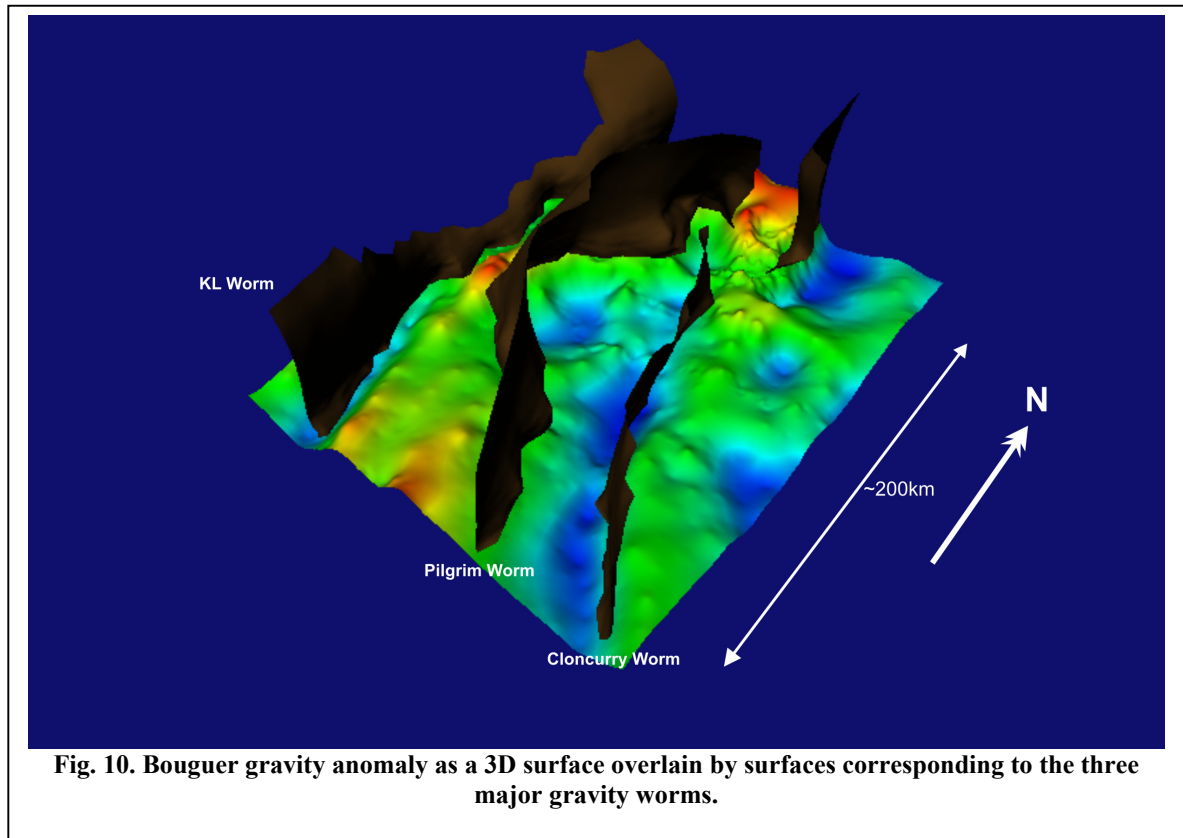 KL Worm
N
~200km
Pilgrim Worm
Cloncurry Worm
Fig. 10. Bouguer gravity anomaly as a 3D surface overlain by surfaces corresponding to the three
major gravity worms.